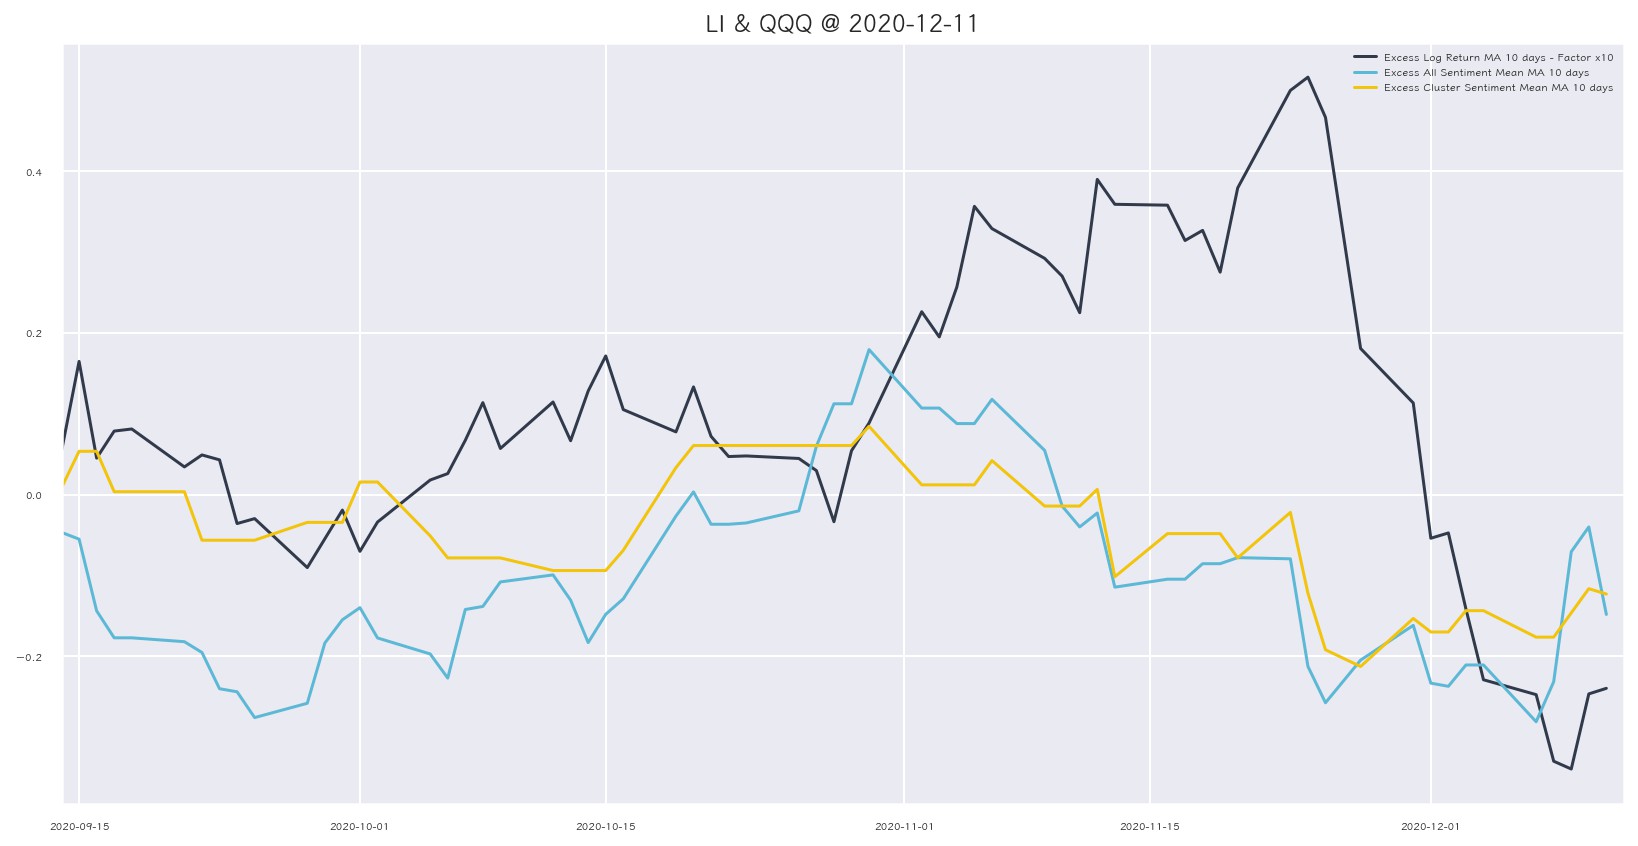 LI & QQQ @ 2020-12-11
Excess Log Return MA 10 days - Factor x10
Excess All Sentiment Mean MA 10 days
Excess Cluster Sentiment Mean MA 10 days
0.4
0.2
0.0
−0.2
2020-09-15
2020-10-01
2020-10-15
2020-11-01
2020-11-15
2020-12-01